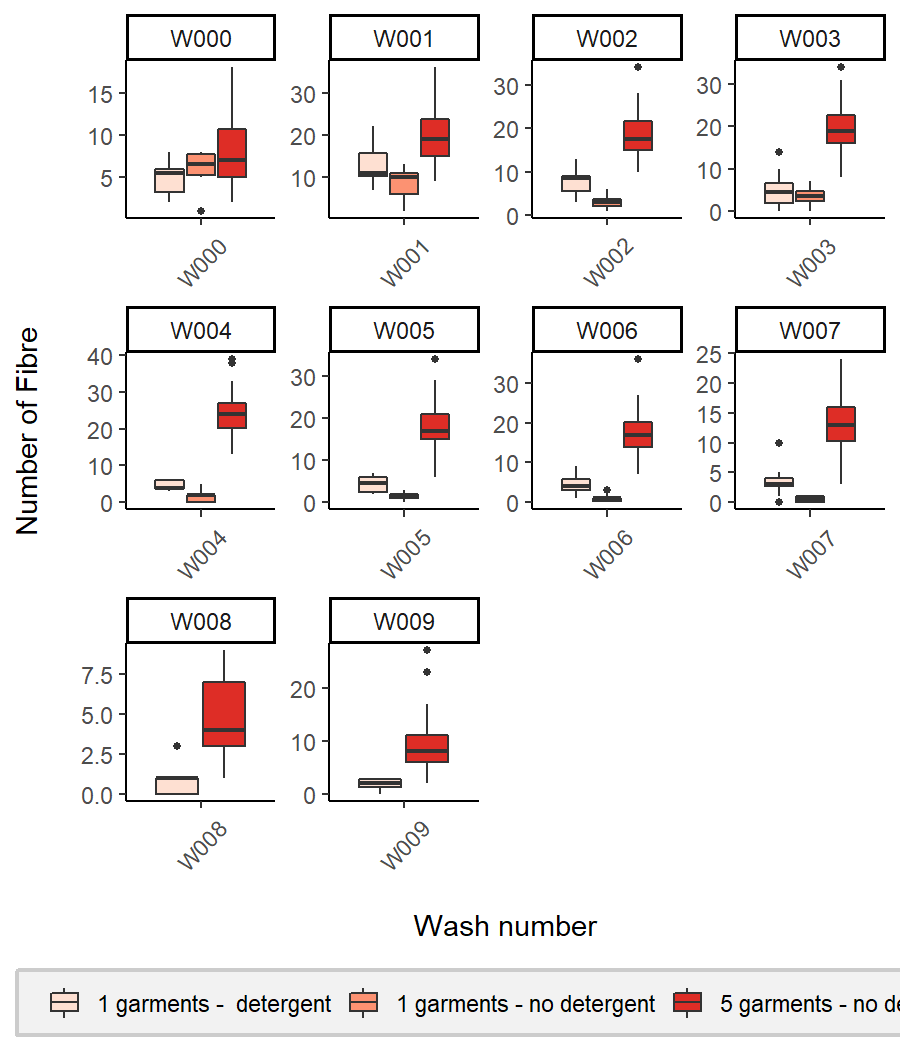 W000 W001 W002 W003
15 30 30 30
10 20 20 20
5 10 10 10
0 0
W000 W001 W002 W003
Number of Fibre
W004 W005 W006 W007
40 30 30 25
30 20 20 20
20 10 10 15
10 0 0 10
0 5
0
W004 W005 W006 W007
W008 W009
7.5 20
5.0 10
2.5 0
0.0
W008 W009
Wash number
1 garments -  detergent 1 garments - no detergent 5 garments - no de